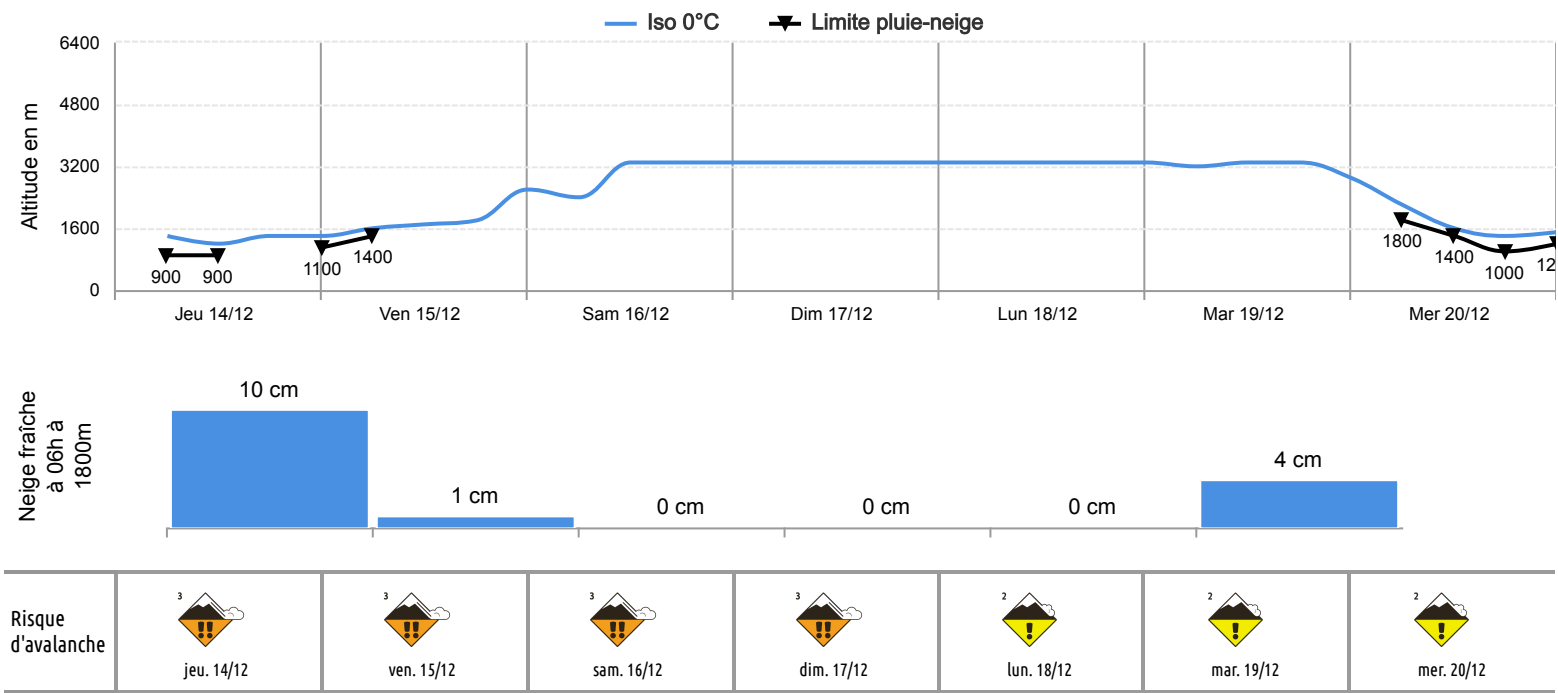 Iso 0°C Limite pluie-neige
Altitude en m
6400
4800
3200
1600
0
900 900 1100 1400 1800 1400 1000 12
Jeu 14/12 Ven 15/12 Sam 16/12 Dim 17/12 Lun 18/12 Mar 19/12 Mer 20/12
Neige fraîche
à 06h à
1800m
10 cm 1 cm 0 cm 0 cm 0 cm 4 cm
Risque
d'avalanche
3 3 3 3 2 2 2
!! !! !! !! ! ! !
jeu. 14/12 ven. 15/12 sam. 16/12 dim. 17/12 lun. 18/12 mar. 19/12 mer. 20/12